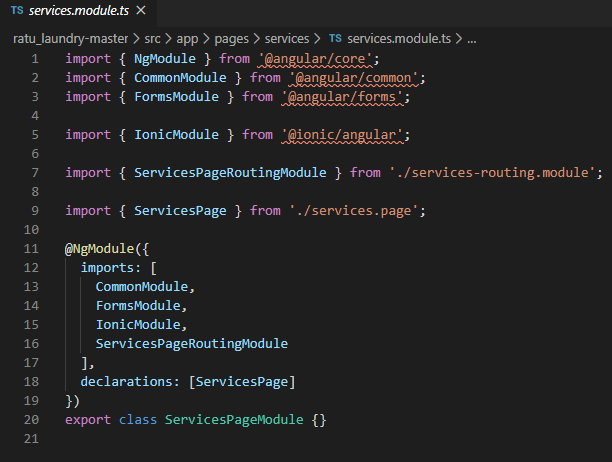 TS services.module.ts ×
ratu_laundry-master > src > app > pages > services > TS services.module.ts > ...
1 import { NgModule } from '@angular/core';
2 import { CommonModule } from '@angular/common';
3 import { FormsModule } from '@angular/forms';
4
5 import { IonicModule } from '@ionic/angular';
6
7 import { ServicesPageRoutingModule } from './services-routing.module';
8
9 import { ServicesPage } from './services.page';
10
11 @NgModule({
12   imports: [
13     CommonModule,
14     FormsModule,
15     IonicModule,
16     ServicesPageRoutingModule
17   ],
18   declarations: [ServicesPage]
19 })
20 export class ServicesPageModule {}
21